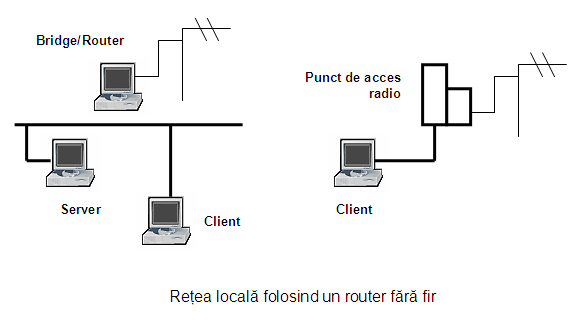 Bridge/Router
Punct de acces
radio
Server
Client
Client
Rețea locală folosind un router fără fir